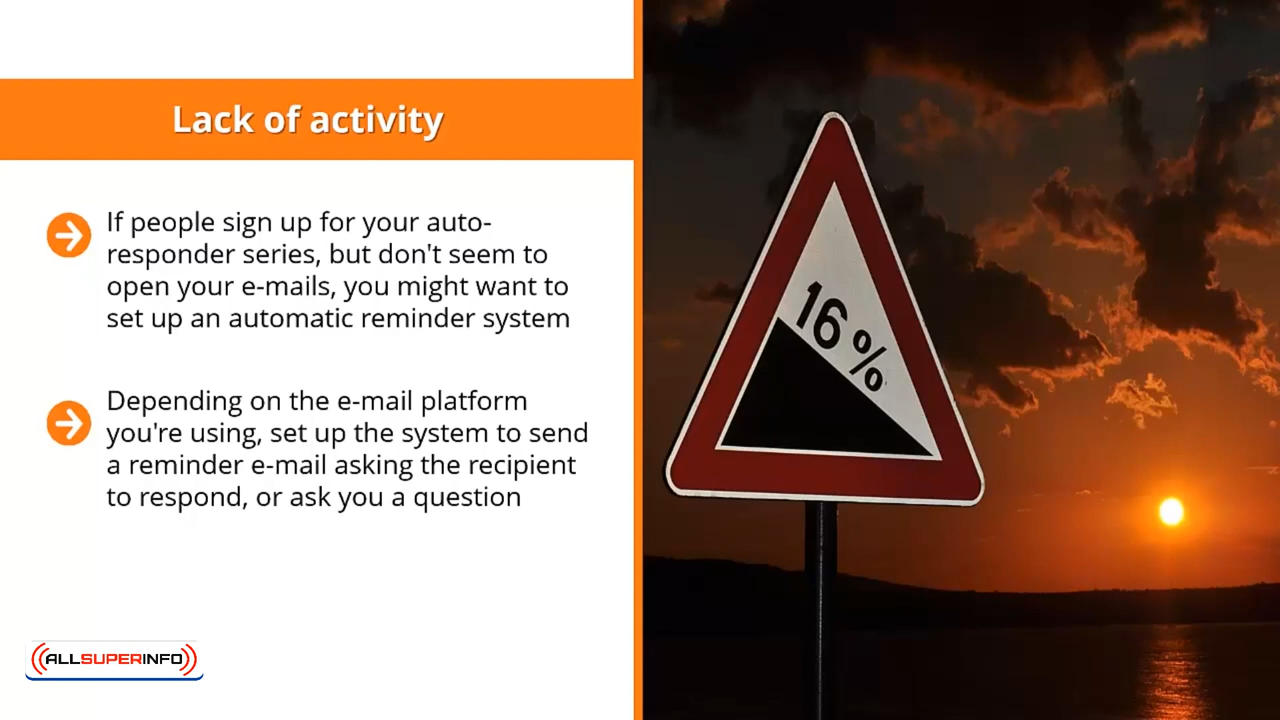 Lack of activity
If people sign up for your auto-
responder series, but don't seem to
open your e-mails, you might want to
set up an automatic reminder system
Depending on the e-mail platform
you're using, set up the system to send
a reminder e-mail asking the recipient
to respond, or ask you a question
ALLSUPERINFO
16%